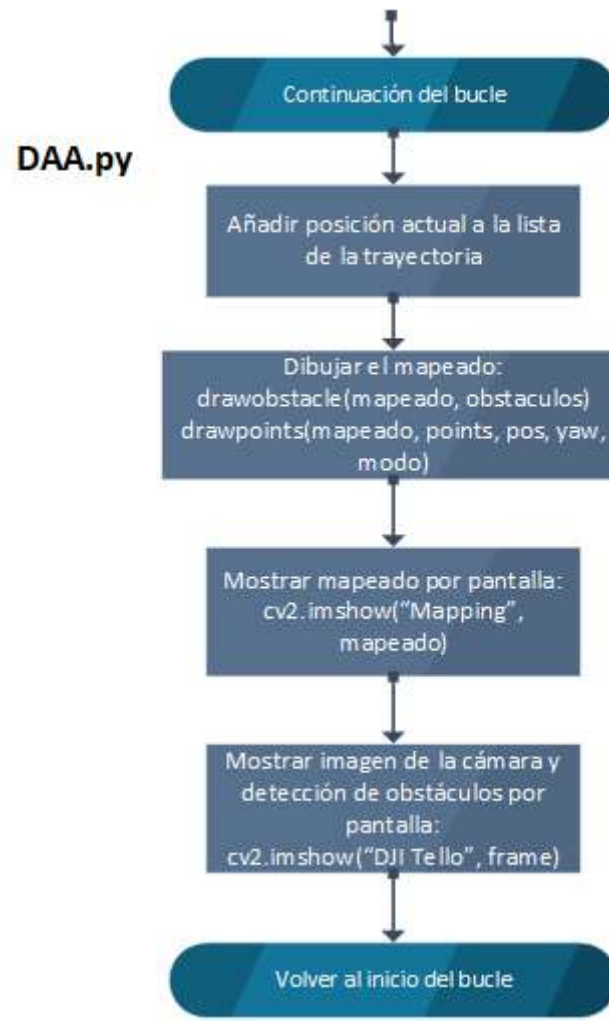 Continuación del bucle
DAA.py
Añadir posición actual a la lista
de la trayectoria
Dibujar el mapeado:
drawobstacle(mapeado, obstaculos)
drawpoints(mapeado, points, pos, yaw,
modo)
Mostrar mapeado por pantalla:
cv2.imshow(“Mapping”,
mapeado)
Mostrar imagen de la cámara y
detección de obstáculos por
pantalla:
cv2.imshow(“DJI Tello”, frame)
Volver al inicio del bucle